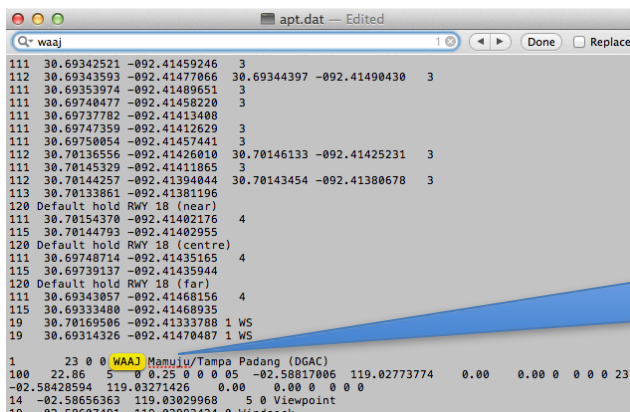 apt.dat — Edited
waaj 1 Done Replace
111 30.69342521 -092.41459246 3
112 30.69343593 -092.41477066 30.69344397 -092.41490430 3
111 30.69353974 -092.41489651 3
111 30.69740477 -092.41458220 3
111 30.69737782 -092.41413408
111 30.69747359 -092.41412629 3
111 30.69750054 -092.41457441 3
112 30.70136556 -092.41426010 30.70146133 -092.41425231 3
111 30.70145329 -092.41411865 3
112 30.70144257 -092.41394044 30.70143454 -092.41380678 3
113 30.70133861 -092.41381196
120 Default hold RWY 18 (near)
111 30.70154370 -092.41402176 4
115 30.70144793 -092.41402955
120 Default hold RWY 18 (centre)
111 30.69748714 -092.41435165 4
115 30.69739137 -092.41435944
120 Default hold RWY 18 (far)
111 30.69343057 -092.41468156 4
115 30.69333480 -092.41468935
19 30.70169506 -092.41333788 1 WS
19 30.69314326 -092.41470487 1 WS
1 23 0 0 WAAJ Mamuju/Tampa Padang (DGAC)
100 22.86 5 0 0.25 0 0 0 05 -02.58817006 119.02773774 0.00 0.00 0 0 0 0 23
-02.58428594 119.03271426 0.00 0.00 0 0 0 0
14 -02.58656363 119.03029968 5 0 Viewpoint